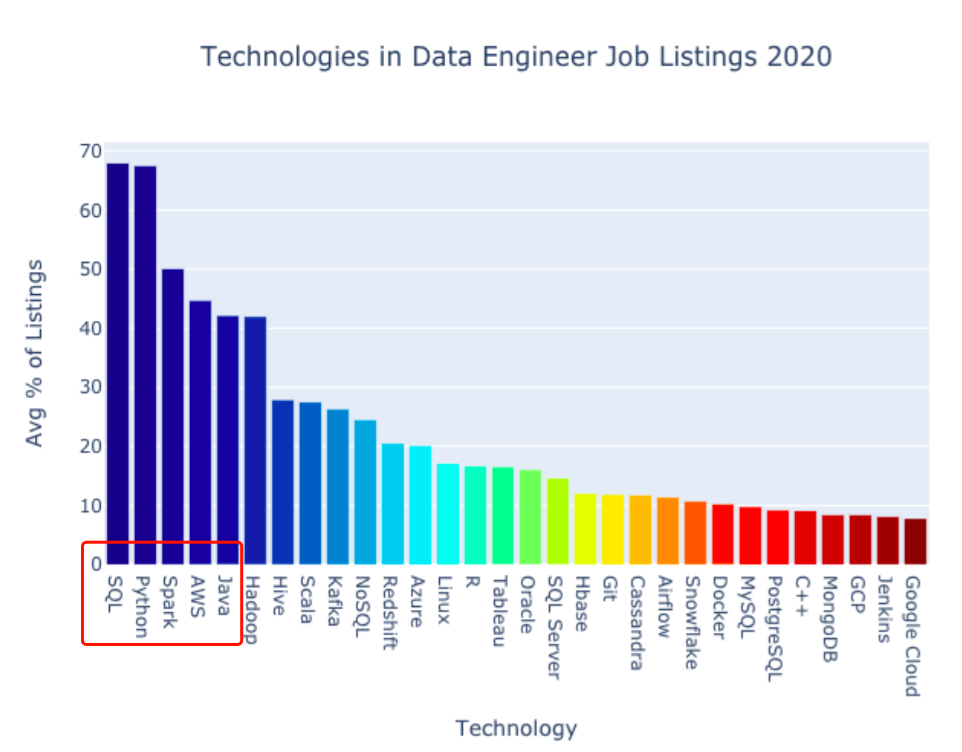 Technologies in Data Engineer Job Listings 2020
70
60
50
40
30
20
10
0
Avg % of Listings
SQL
Python
Spark
AWS
Java
Hadoop
Hive
Scala
Kafka
NoSQL
Redshift
Azure
Linux
R
Tableau
Oracle
SQL Server
Hbase
Git
Cassandra
Airflow
Snowflake
Docker
MySQL
PostgreSQL
C++
MongoDB
GCP
Jenkins
Google Cloud
Technology